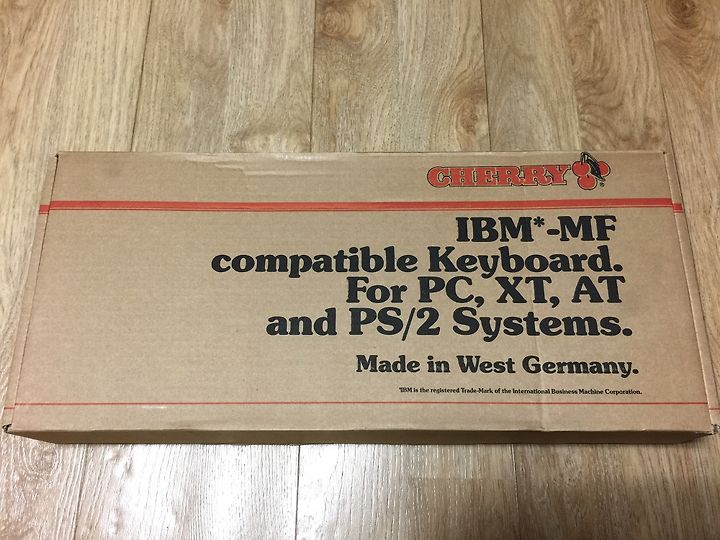 CHERRY ®
IBM*-MF
compatible Keyboard.
For PC, XT, AT
and PS/2 Systems.
Made in West Germany.
*IBM is the registered Trade-Mark of the International Business Machine Corporation.